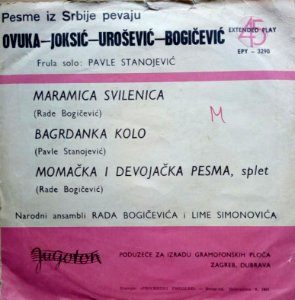 Pesme iz Srbije pevaju
OVUKA—JOKSIĆ—UROŠEVIĆ—BOGIČEVIĆ
Frula solo: PAVLE STANOJEVIĆ
EXTENDED PLAY
45
EPY - 3290
MARAMICA SVILENICA
(Rade Bogičević)
M
BAGRDANKA KOLO
(Pavle Stanojević)
MOMAČKA I DEVOJAČKA PESMA, splet
(Rade Bogičević)
Narodni ansambli RADA BOGIČEVIĆA i LIME SIMONOVIĆA
Jugoton
PODUZEĆE ZA IZRADU GRAMOFONSKIH PLOČA
ZAGREB, DUBRAVA